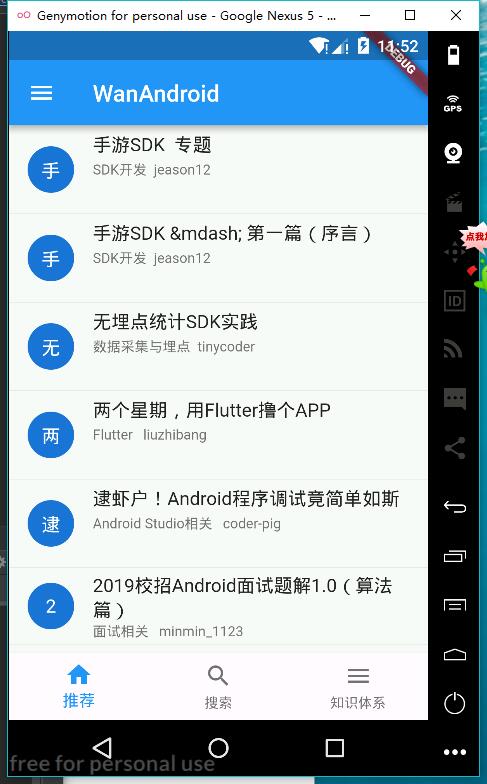 Genymotion for personal use - Google Nexus 5 - ...
11:52
DEBUG
WanAndroid
GPS
手 手游SDK 专题
SDK开发 jeason12
点我
手 手游SDK &mdash; 第一篇（序言）
SDK开发 jeason12
ID
无 无埋点统计SDK实践
数据采集与埋点 tinycoder
两 两个星期，用Flutter撸个APP
Flutter liuzhibang
逮 逮虾户！Android程序调试竟简单如斯
Android Studio相关 coder-pig
2 2019校招Android面试题解1.0（算法
篇）
面试相关 minmin_1123
推荐 搜索 知识体系
free for personal use